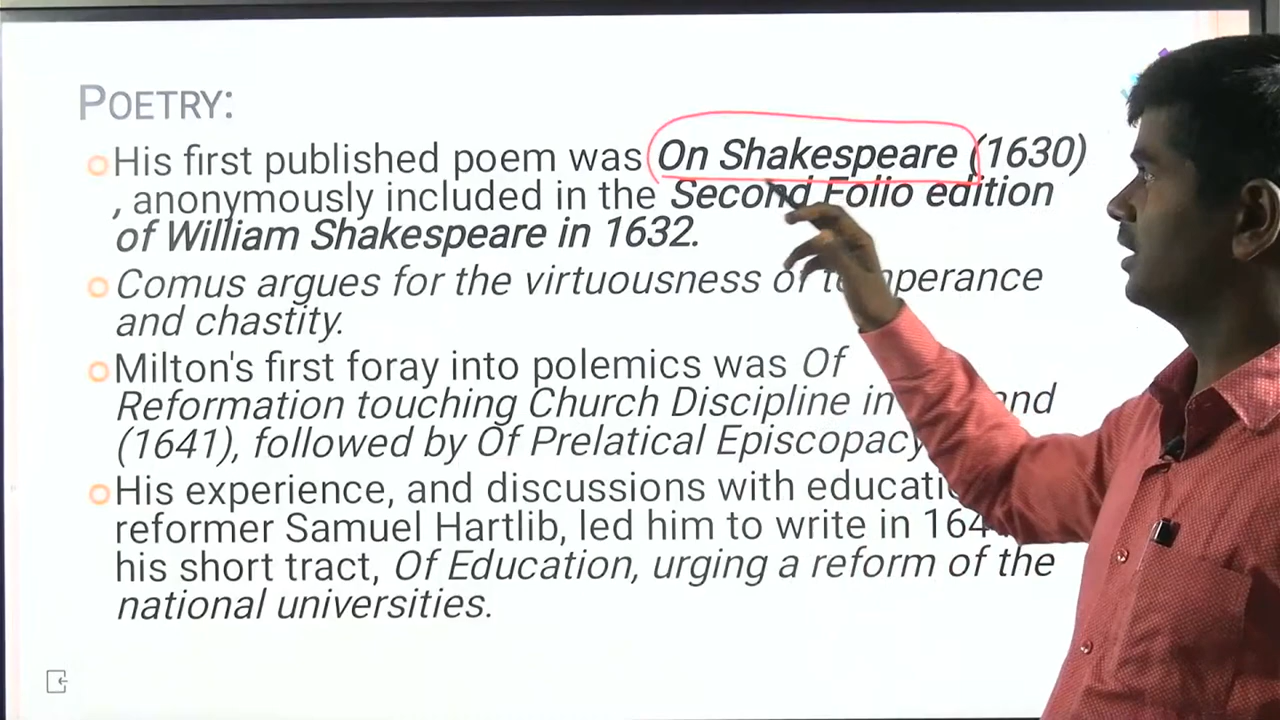 POETRY:
His first published poem was On Shakespeare (1630)
, anonymously included in the Second Folio edition
of William Shakespeare in 1632.
Comus argues for the virtuousness of
and chastity.
Milton's first foray into polemics was Of
Reformation touching Church Discipline in
(1641), followed by Of Prelatical Episcopacy
His experience, and discussions with
reformer Samuel Hartlib, led him to write in
his short tract, Of Education, urging a reform of the
national universities.